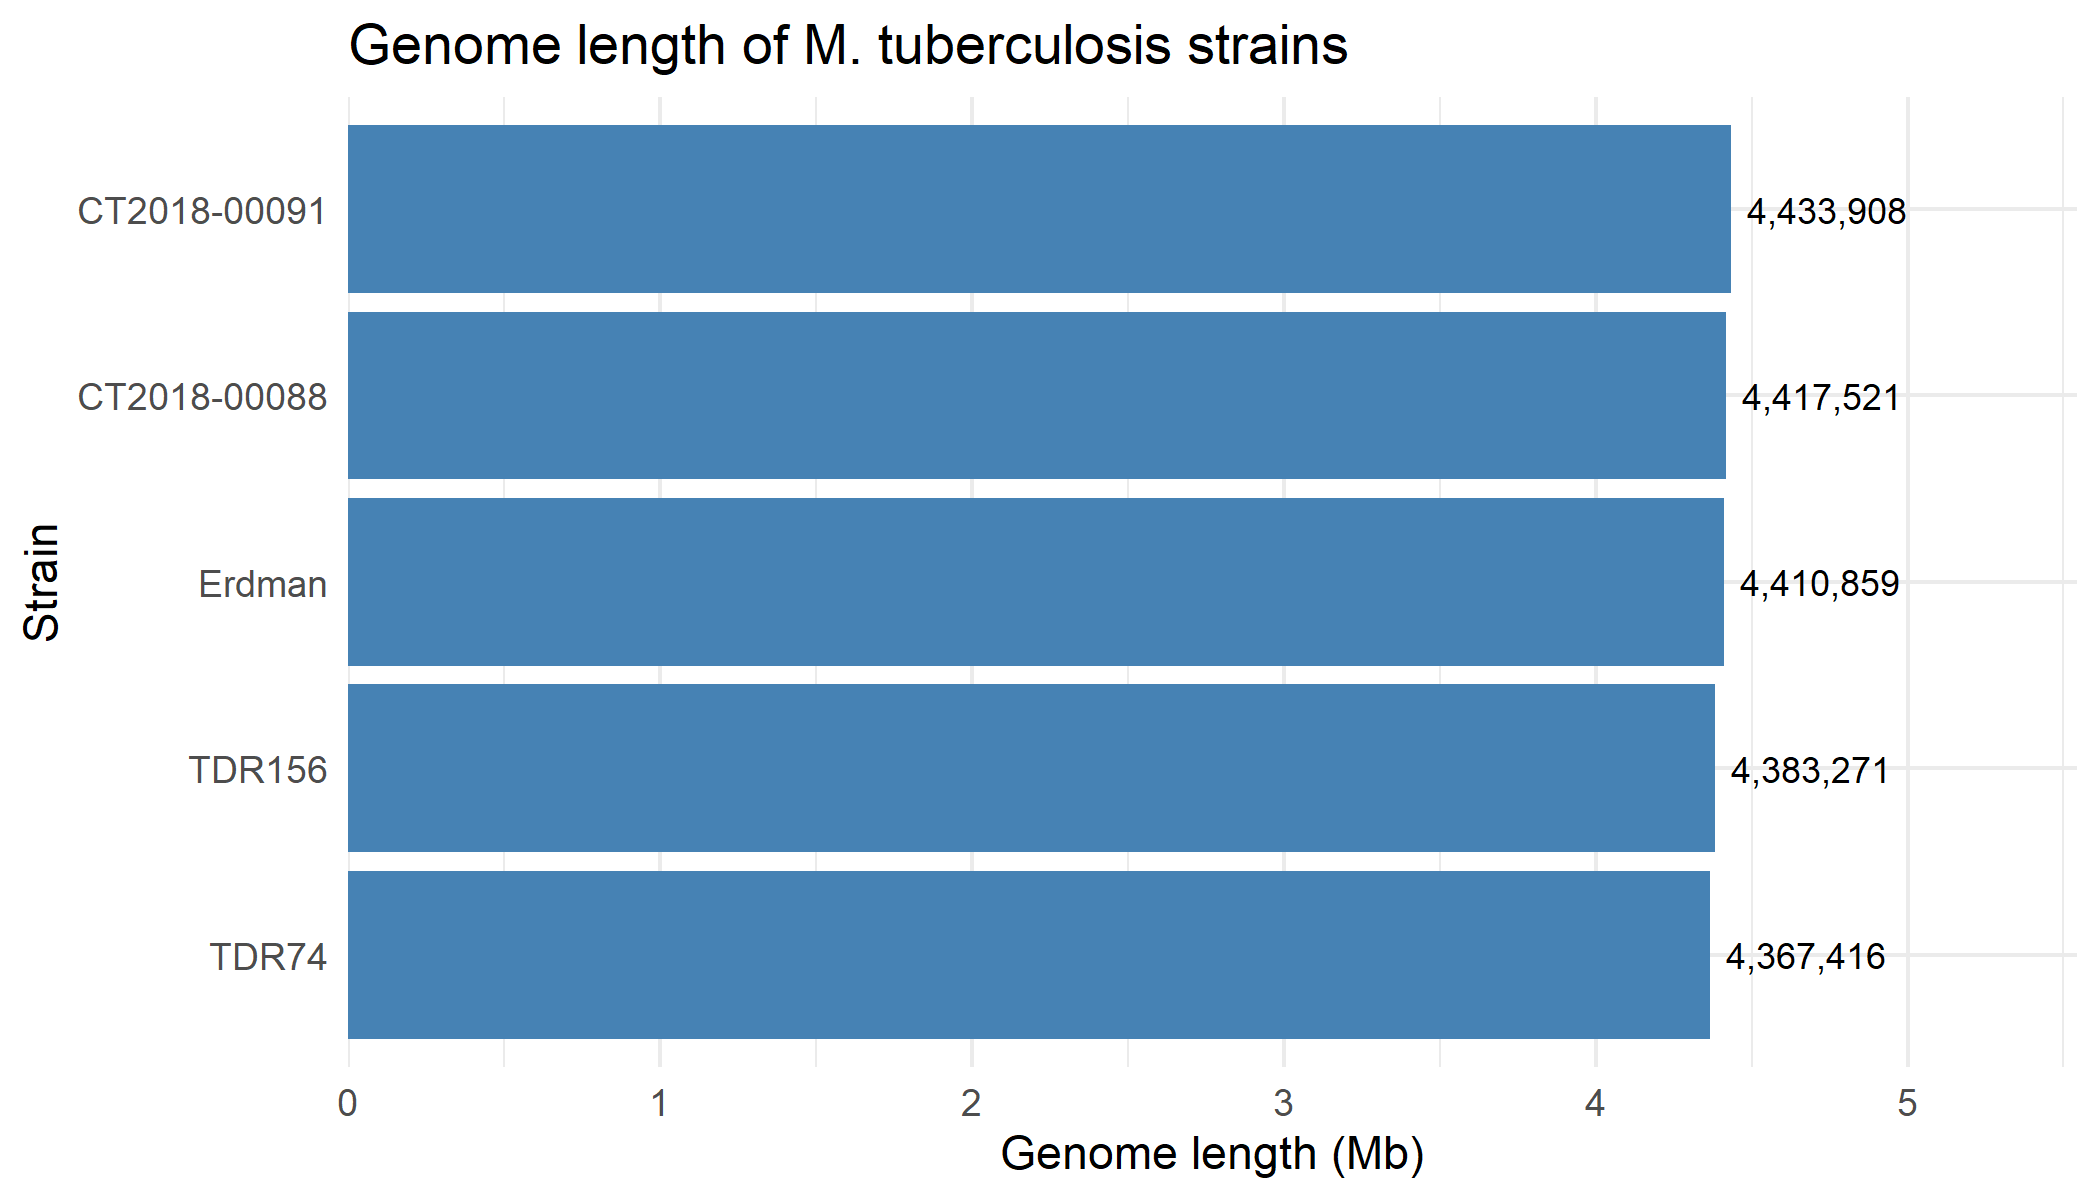 Genome length of M. tuberculosis strains
CT2018-00091
4,433,908
CT2018-00088
4,417,521
Erdman
4,410,859
TDR156
4,383,271
TDR74
4,367,416
Strain
0 1 2 3 4 5
Genome length (Mb)